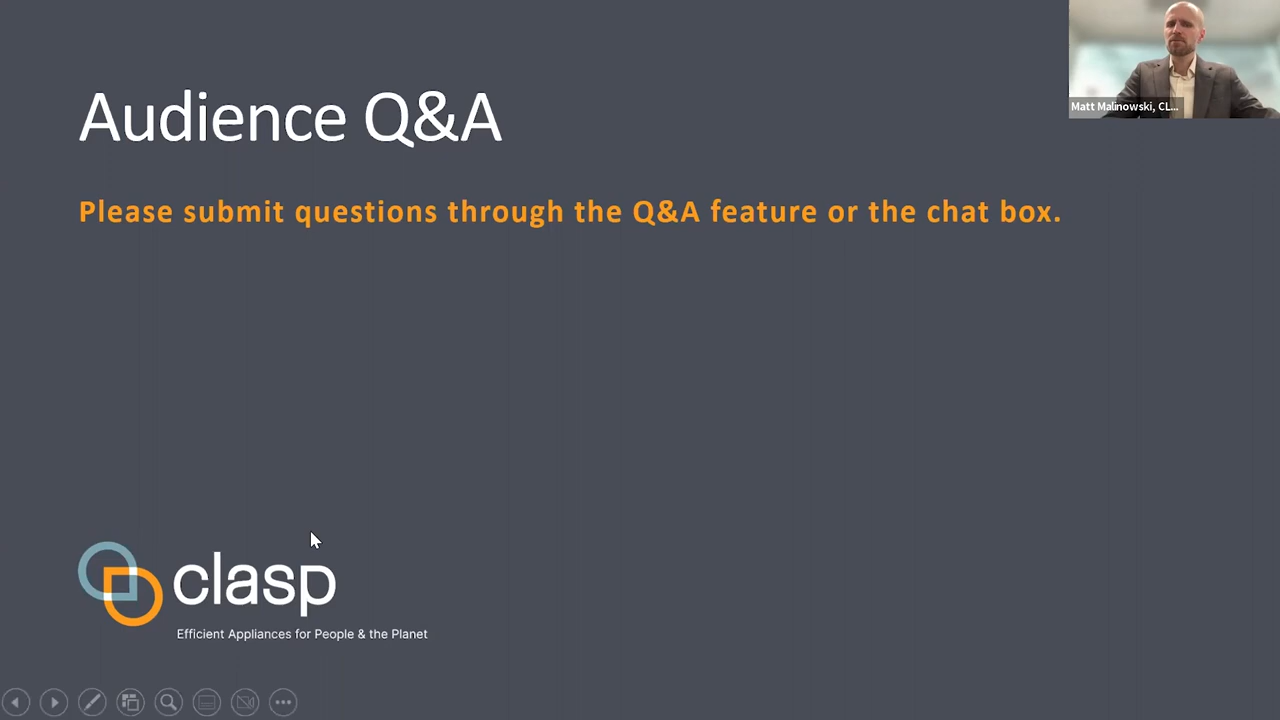 Audience Q&A
Matt Malinowski, CL...
Please submit questions through the Q&A feature or the chat box.
clasp
Efficient Appliances for People & the Planet